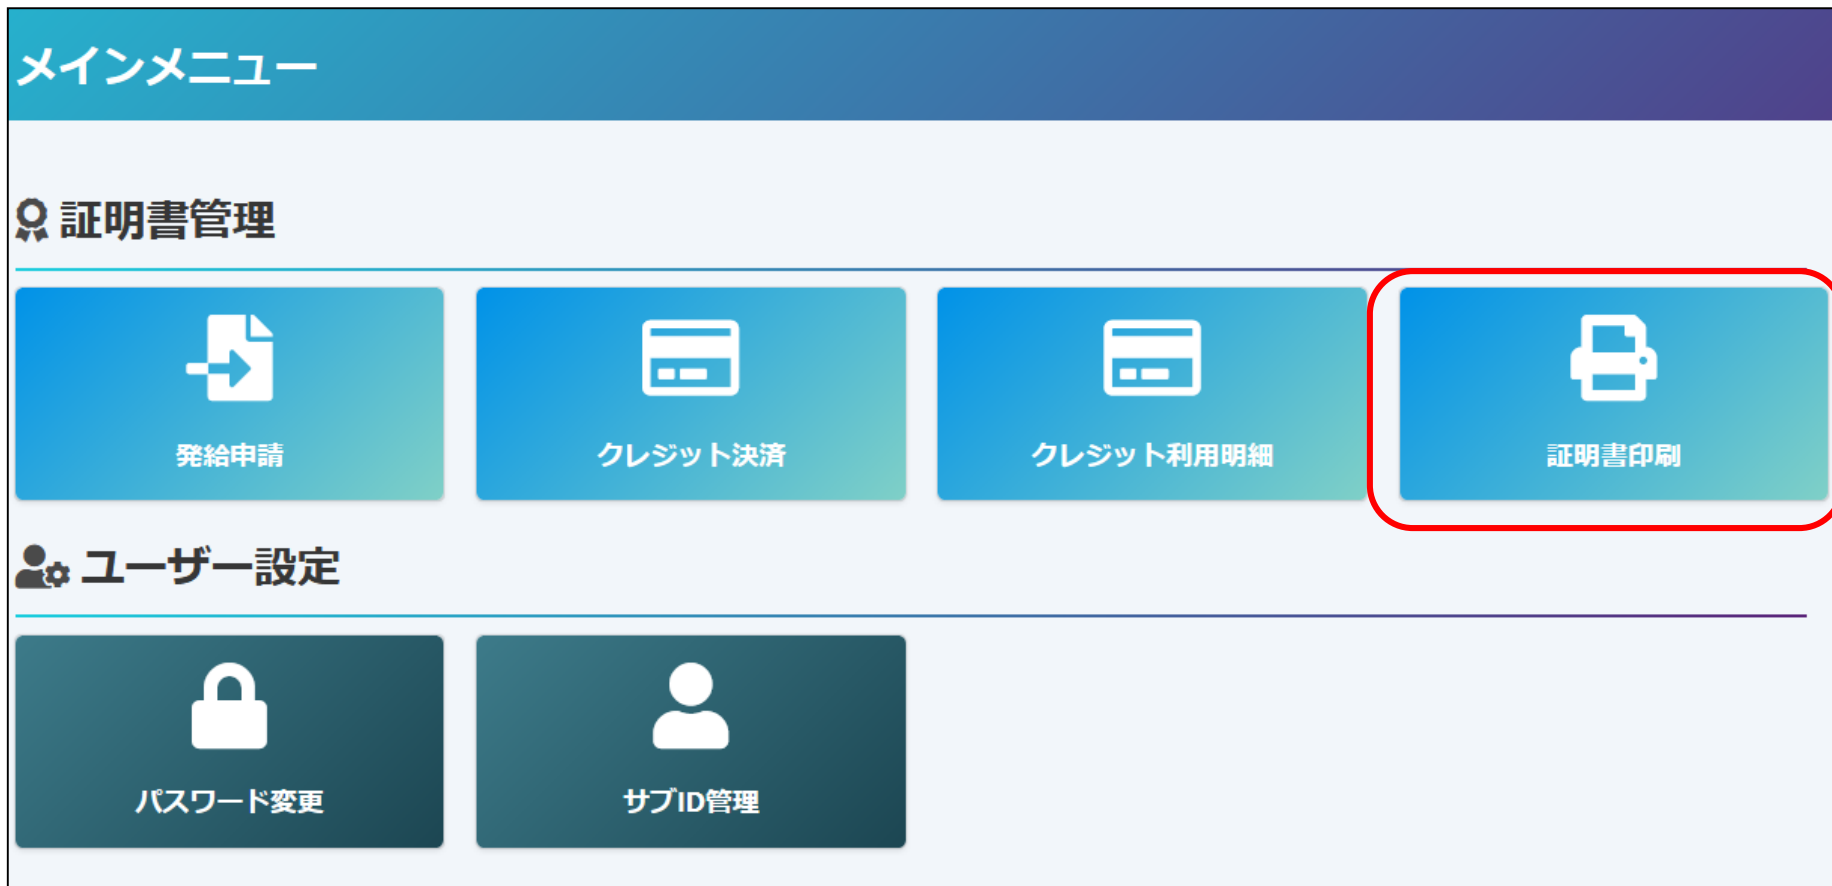 メインメニュー
証明書管理
発給申請
クレジット決済
クレジット利用明細
証明書印刷
ユーザー設定
パスワード変更
サブID管理